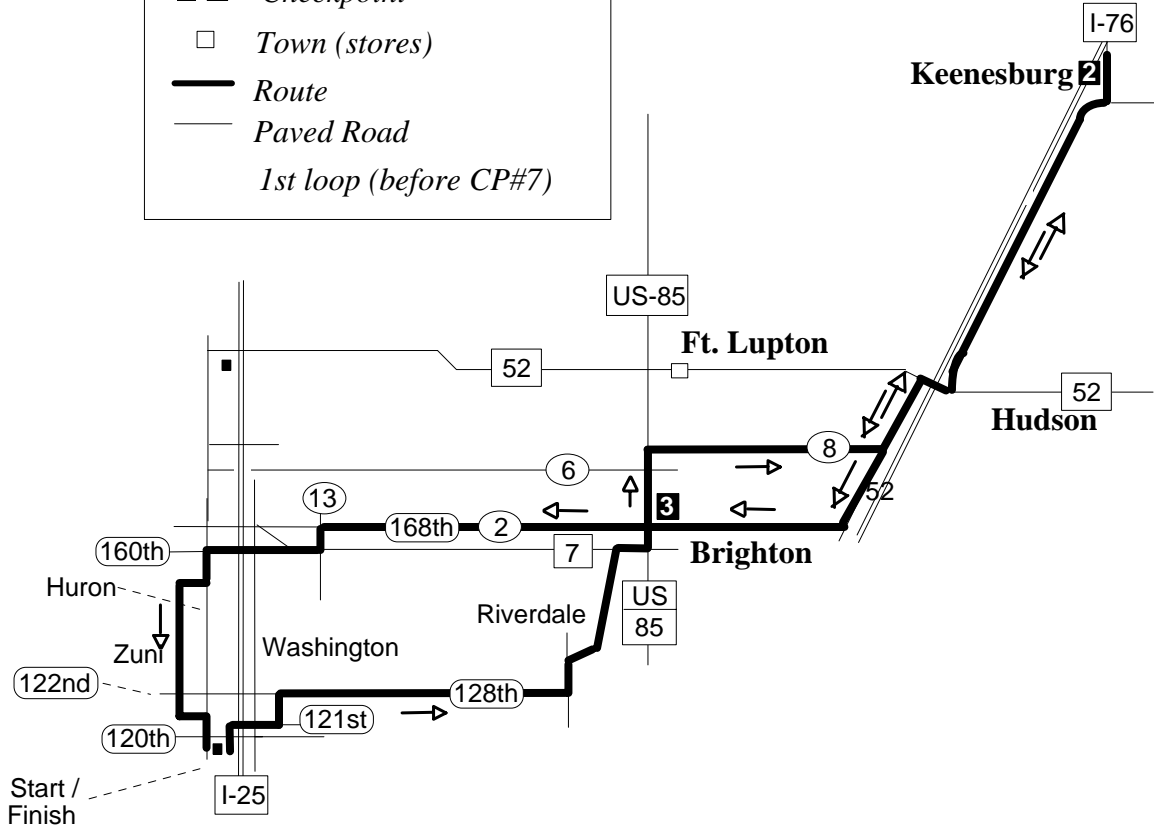 Checkpoint
Town (stores)
Route
Paved Road
1st loop (before CP#7)
I-76
Keenesburg 2
US-85
Ft. Lupton
52
52
Hudson
8
6
52
13
3
168th
2
160th
7
Brighton
Huron
US
85
Riverdale
Zuni
Washington
122nd
128th
121st
120th
Start /
Finish
I-25